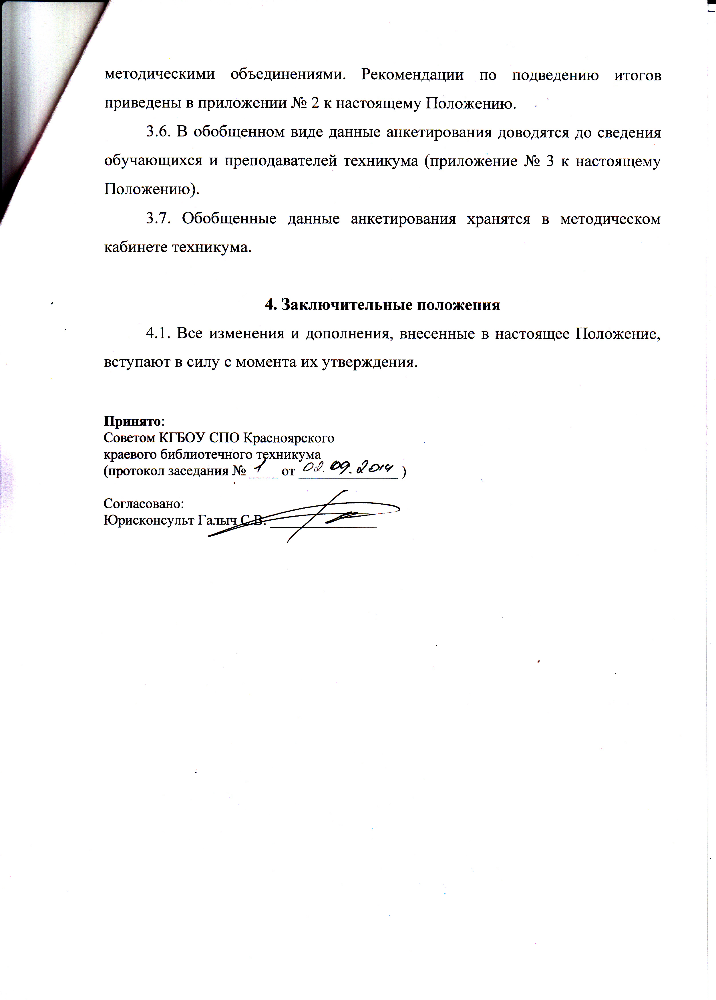 методическими объединениями. Рекомендации по подведению итогов
приведены в приложении № 2 к настоящему Положению.
3.6. В обобщенном виде данные анкетирования доводятся до сведения
обучающихся и преподавателей техникума (приложение № 3 к настоящему
Положению).
3.7. Обобщенные данные анкетирования хранятся в методическом
кабинете техникума.
4. Заключительные положения
4.1. Все изменения и дополнения, внесенные в настоящее Положение,
вступают в силу с момента их утверждения.
Принято:
Советом КГБОУ СПО Красноярского
краевого библиотечного техникума
(протокол заседания № 1 от 02.09.2014 )
Согласовано:
Юрисконсульт Галыч С.В.